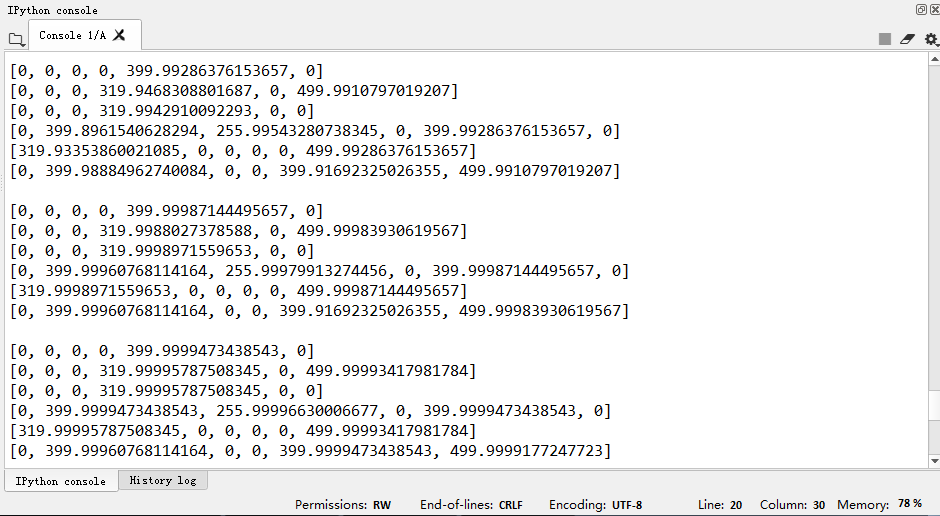 IPython console
Console 1/A
[0, 0, 0, 0, 399.99286376153657, 0]
[0, 0, 0, 319.9468308801687, 0, 499.9910797019207]
[0, 0, 0, 319.9942910092293, 0, 0]
[0, 399.8961540628294, 255.99543280738345, 0, 399.99286376153657, 0]
[319.93353860021085, 0, 0, 0, 0, 499.99286376153657]
[0, 399.98884962740084, 0, 0, 399.91692325026355, 499.9910797019207]
[0, 0, 0, 0, 399.99987144495657, 0]
[0, 0, 0, 319.9988027378588, 0, 499.99983930619567]
[0, 0, 0, 319.9998971559653, 0, 0]
[0, 399.99960768114164, 255.99979913274456, 0, 399.99987144495657, 0]
[319.9998971559653, 0, 0, 0, 0, 499.99987144495657]
[0, 399.99960768114164, 0, 0, 399.91692325026355, 499.99983930619567]
[0, 0, 0, 0, 399.9999473438543, 0]
[0, 0, 0, 319.99995787508345, 0, 499.99993417981784]
[0, 0, 0, 319.99995787508345, 0, 0]
[0, 399.9999473438543, 255.99996630006677, 0, 399.9999473438543, 0]
[319.99995787508345, 0, 0, 0, 0, 499.99993417981784]
[0, 399.99960768114164, 0, 0, 399.9999473438543, 499.9999177247723]
IPython console History log
Permissions: RW End-of-lines: CRLF Encoding: UTF-8 Line: 20 Column: 30 Memory: 78 %